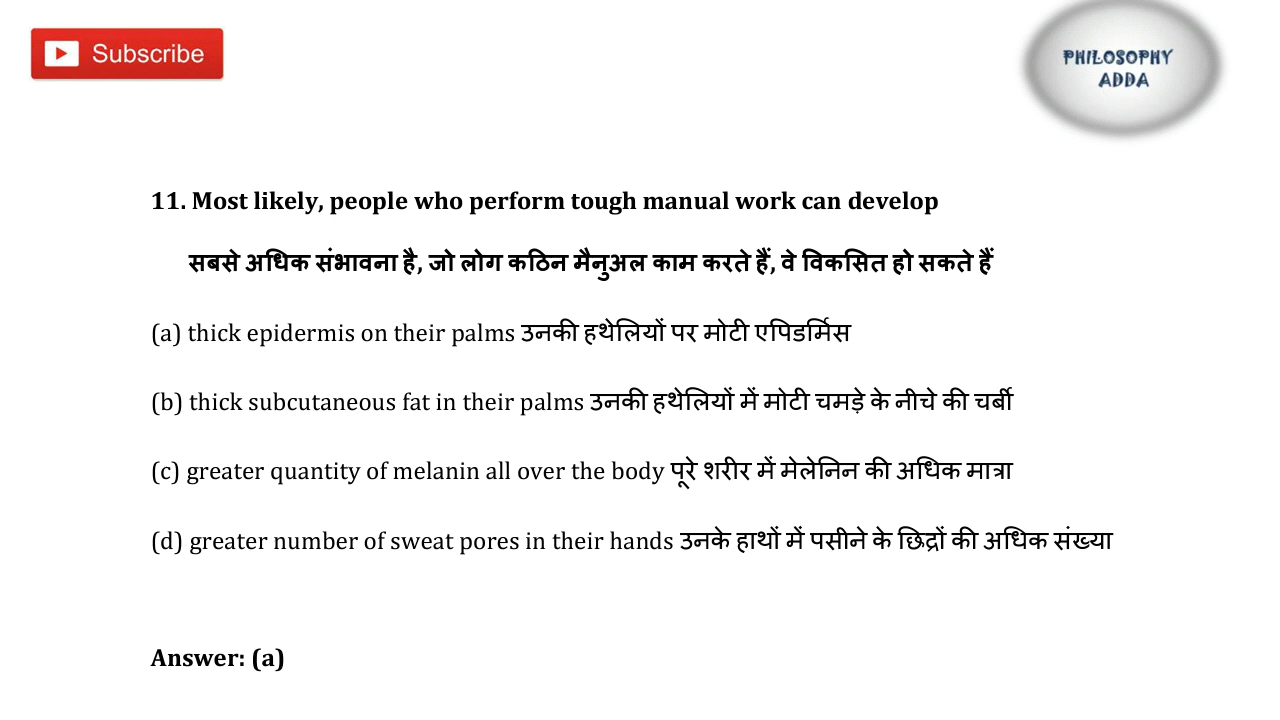 Subscribe
PHILOSOPHY
ADDA
11. Most likely, people who perform tough manual work can develop
सबसे अधिक संभावना है, जो लोग कठिन मैनुअल काम करते हैं, वे विकसित हो सकते हैं
(a) thick epidermis on their palms उनकी हथेलियों पर मोटी एपिडर्मिस
(b) thick subcutaneous fat in their palms उनकी हथेलियों में मोटी चमड़े के नीचे की चर्बी
(c) greater quantity of melanin all over the body पूरे शरीर में मेलेनिन की अधिक मात्रा
(d) greater number of sweat pores in their hands उनके हाथों में पसीने के छिद्रों की अधिक संख्या
Answer: (a)